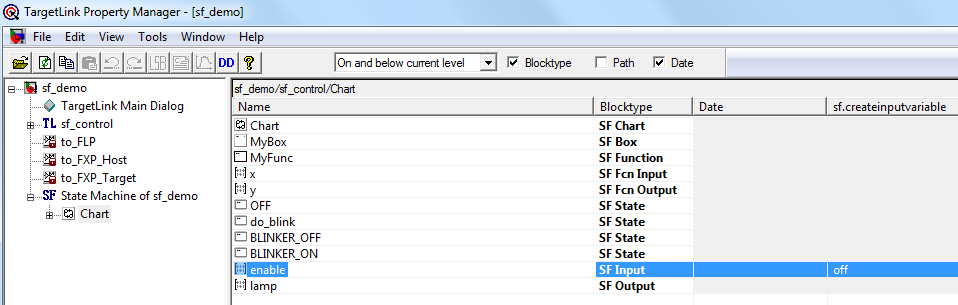 TargetLink Property Manager - [sf_demo]
File Edit View Tools Window Help
LSB DD ? On and below current level Blocktype Path Date
sf_demo
TargetLink Main Dialog
TL sf_control
to_FLP
to_FXP_Host
to_FXP_Target
SF State Machine of sf_demo
Chart
sf_demo/sf_control/Chart
Name Blocktype Date sf.createinputvariable
Chart SF Chart
MyBox SF Box
MyFunc SF Function
x SF Fcn Input
y SF Fcn Output
OFF SF State
do_blink SF State
BLINKER_OFF SF State
BLINKER_ON SF State
enable SF Input off
lamp SF Output